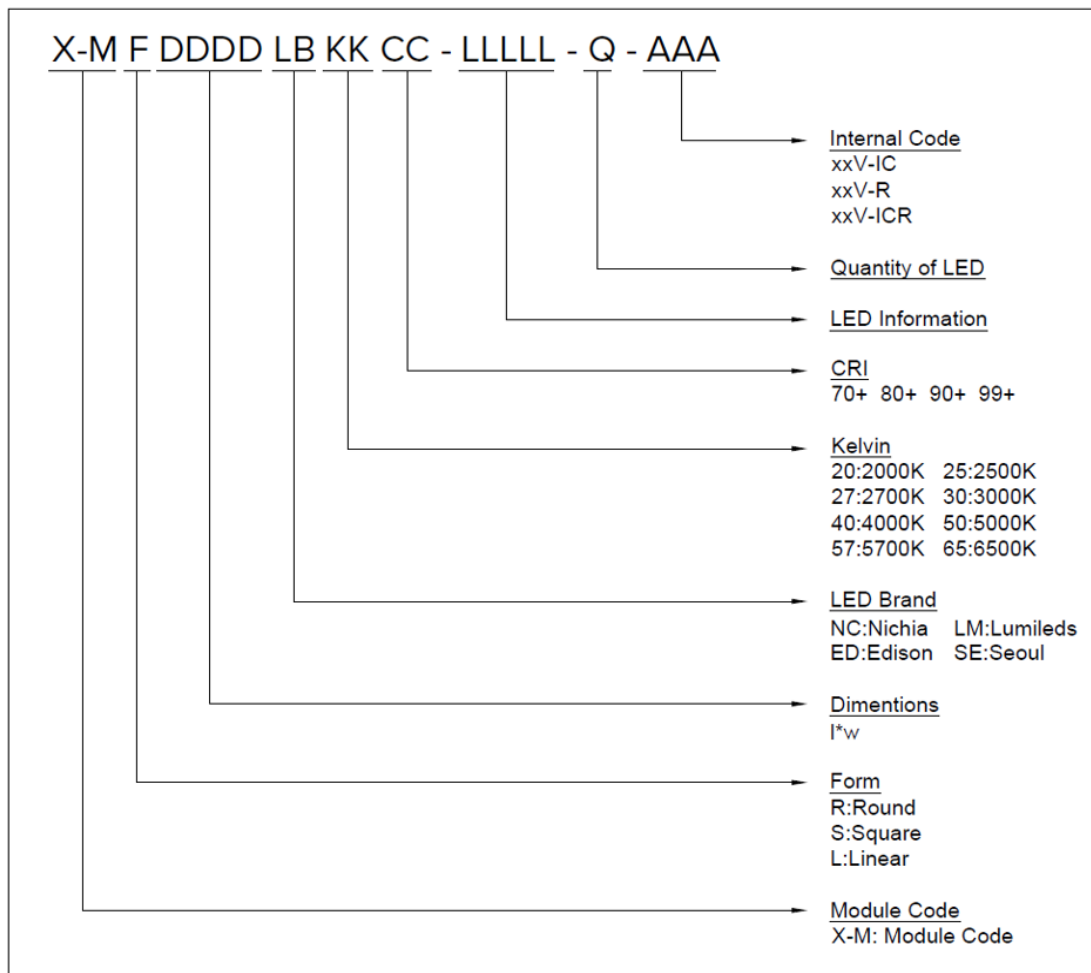 X-M F DDDD LB KK CC - LLLLL - Q - AAA
Internal Code
xxV-IC
xxV-R
xxV-ICR
Quantity of LED
LED Information
CRI
70+ 80+ 90+ 99+
Kelvin
20:2000K 25:2500K
27:2700K 30:3000K
40:4000K 50:5000K
57:5700K 65:6500K
LED Brand
NC:Nichia LM:Lumileds
ED:Edison SE:Seoul
Dimentions
l*w
Form
R:Round
S:Square
L:Linear
Module Code
X-M: Module Code